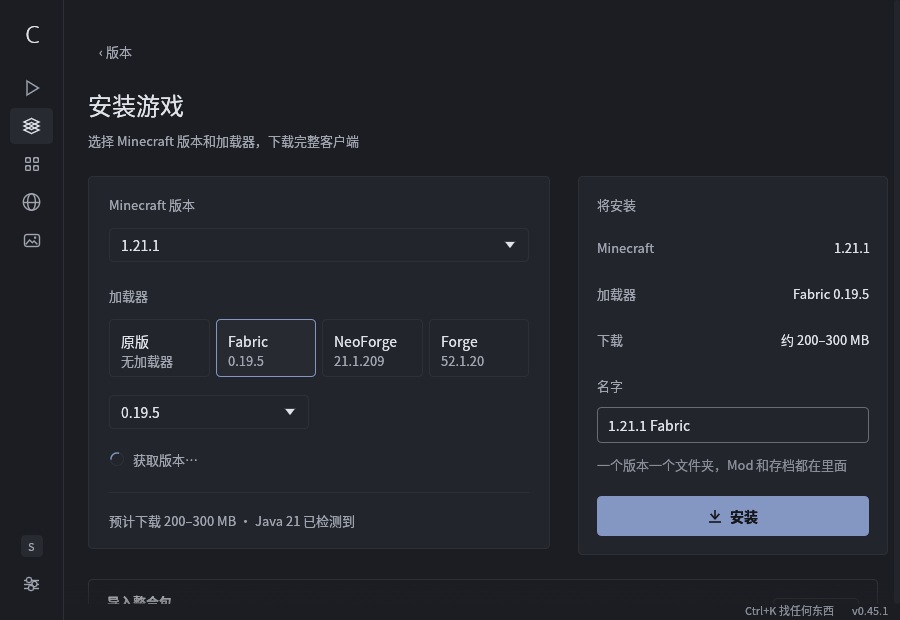 C
‹ 版本
安装游戏
选择 Minecraft 版本和加载器，下载完整客户端
Minecraft 版本
1.21.1
加载器
原版
无加载器
Fabric
0.19.5
NeoForge
21.1.209
Forge
52.1.20
0.19.5
获取版本…
预计下载 200–300 MB · Java 21 已检测到
将安装
Minecraft 1.21.1
加载器 Fabric 0.19.5
下载 约 200–300 MB
名字
1.21.1 Fabric
一个版本一个文件夹，Mod 和存档都在里面
安装
S
导入整合包
Ctrl+K 找任何东西 v0.45.1